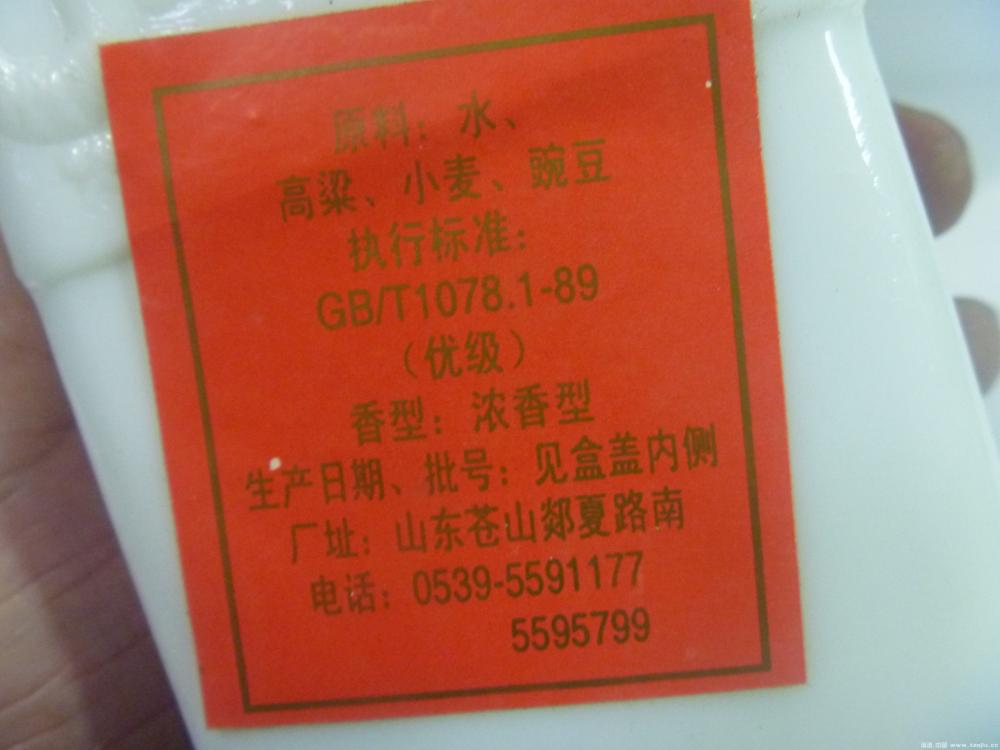 原料：水、
高粱、小麦、豌豆
执行标准：
GB/T1078.1-89
（优级）
香型：浓香型
生产日期、批号：见盒盖内侧
厂址：山东苍山郯夏路南
电话：0539-5591177
5595799